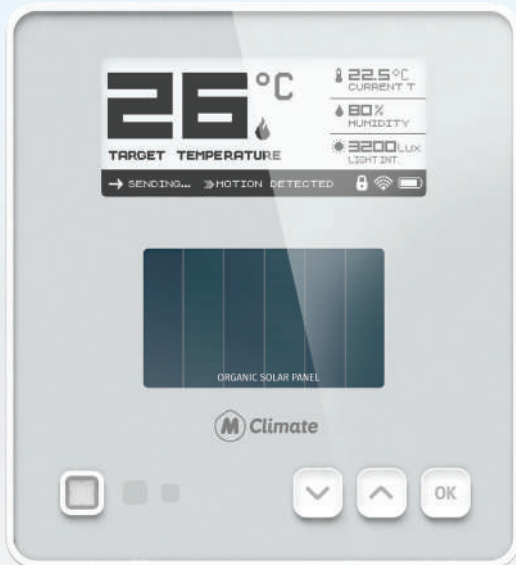 26 °C
TARGET TEMPERATURE
22.5°C
CURRENT T
80%
HUMIDITY
3200LUX
LIGHT INT.
SENDING... MOTION DETECTED
ORGANIC SOLAR PANEL
M Climate
OK